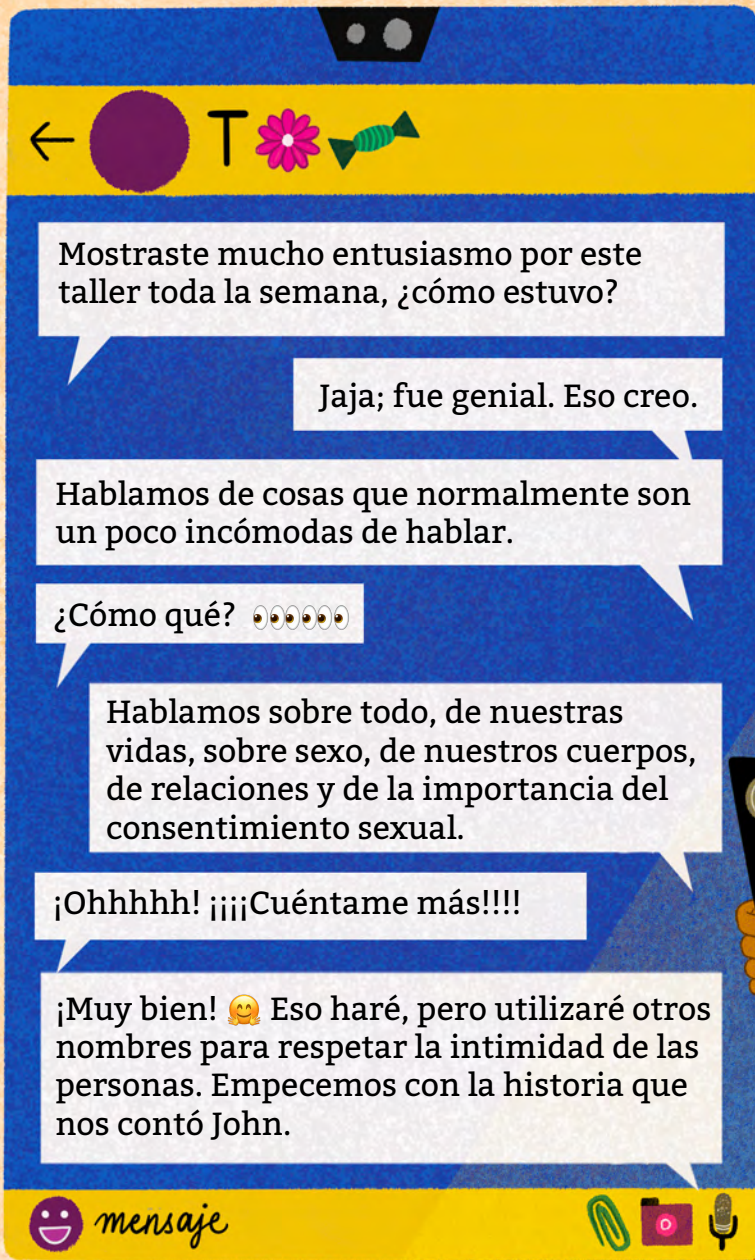 T
Mostraste mucho entusiasmo por este
taller toda la semana, ¿cómo estuvo?
Jaja; fue genial. Eso creo.
Hablamos de cosas que normalmente son
un poco incómodas de hablar.
¿Cómo qué? 👀👀👀
Hablamos sobre todo, de nuestras
vidas, sobre sexo, de nuestros cuerpos,
de relaciones y de la importancia del
consentimiento sexual.
¡Ohhhhh! ¡¡¡¡Cuéntame más!!!!
¡Muy bien! 🤗 Eso haré, pero utilizaré otros
nombres para respetar la intimidad de las
personas. Empecemos con la historia que
nos contó John.
mensaje